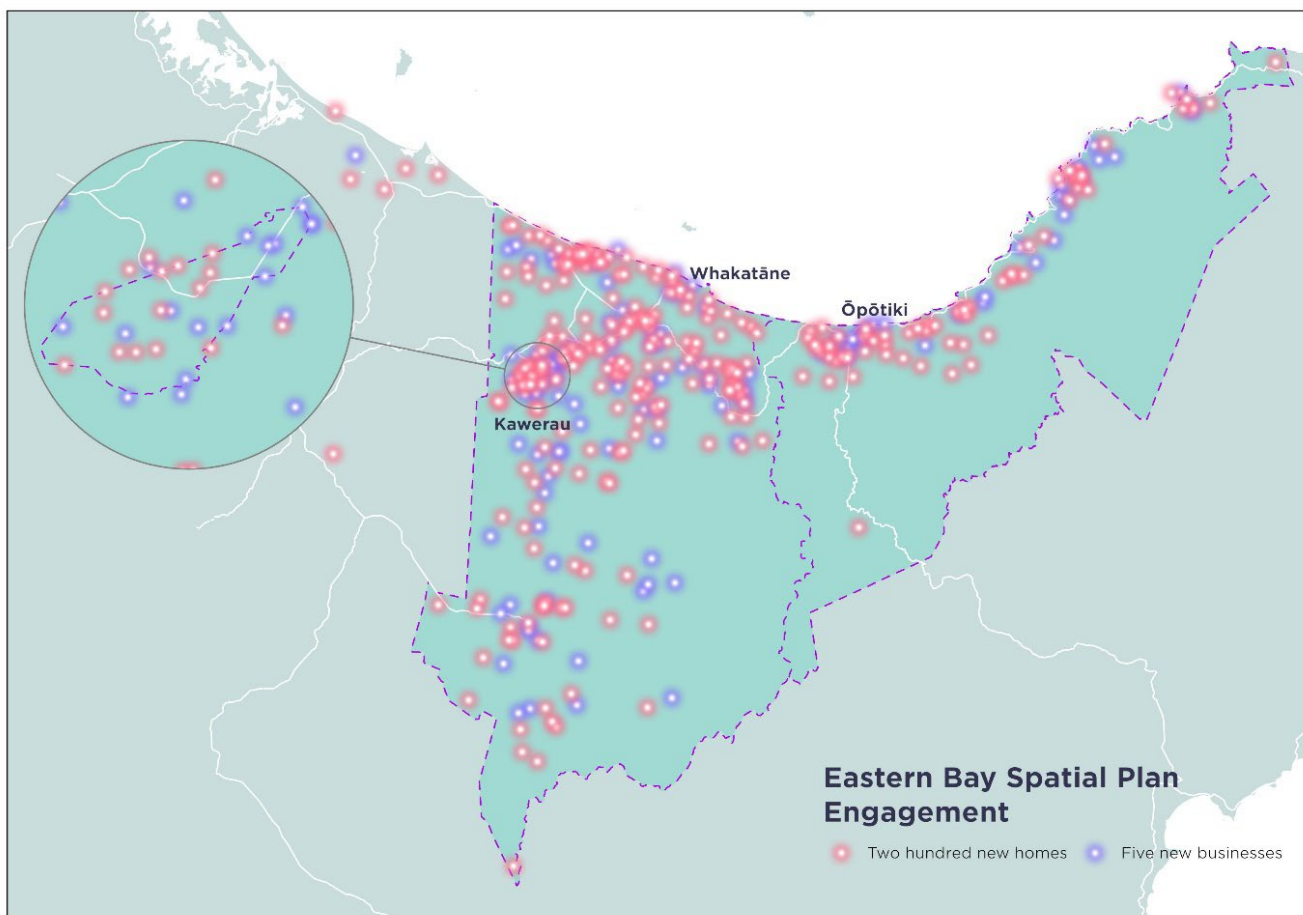 Whakatāne
Ōpōtiki
Kawerau
Eastern Bay Spatial Plan
Engagement
Two hundred new homes
Five new businesses